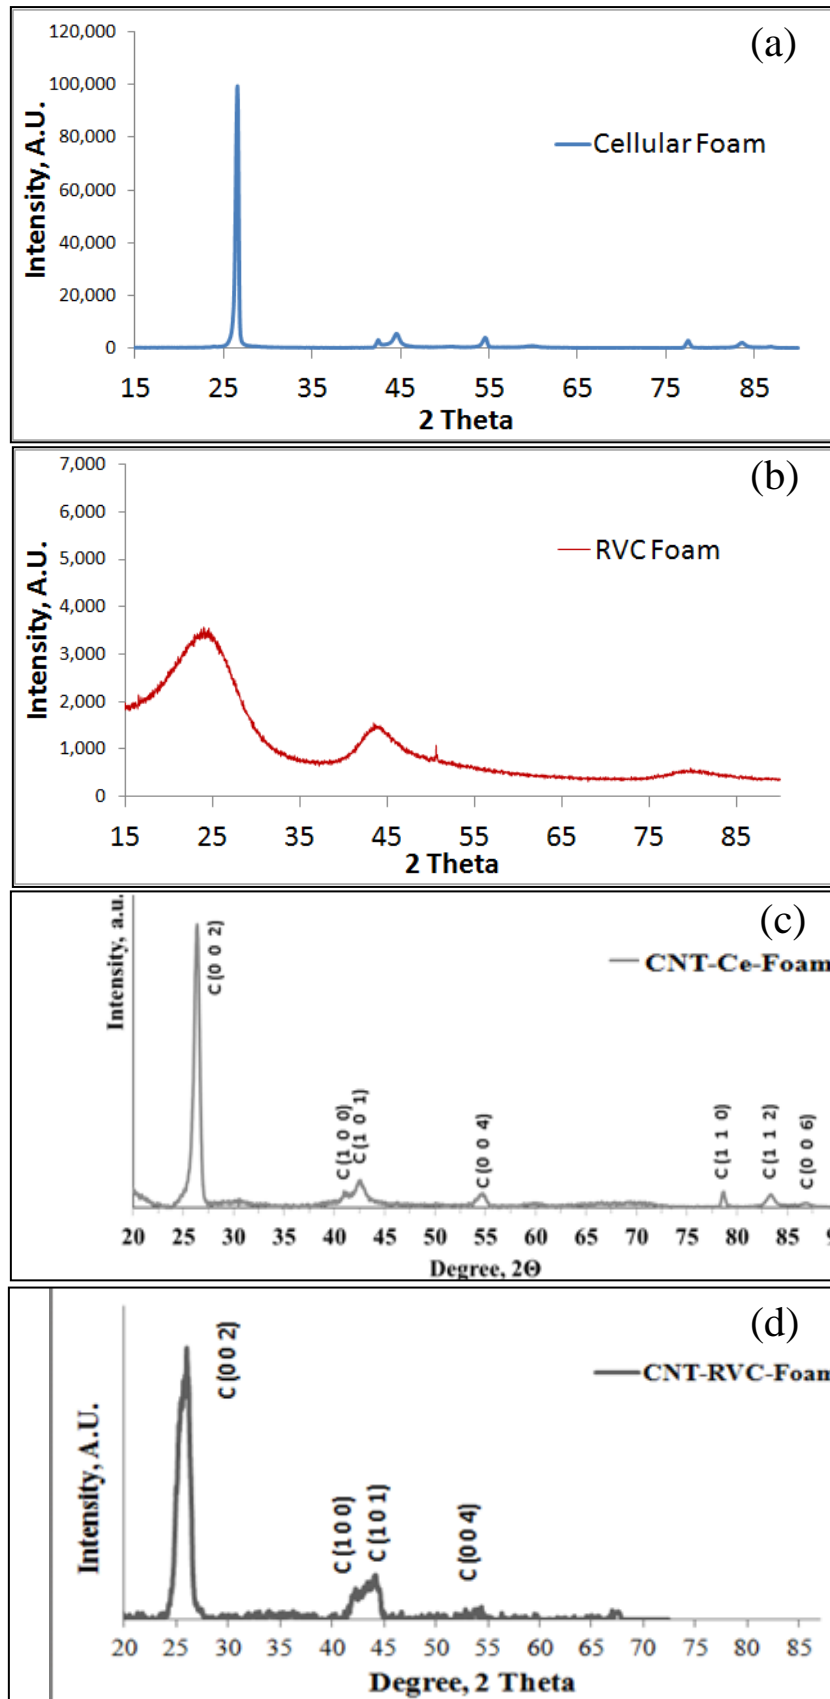 (a)
120,000
100,000
80,000
60,000
40,000
20,000
0
Intensity, A.U.
Cellular Foam
15 25 35 45 55 65 75 85
2 Theta
(b)
7,000
6,000
5,000
4,000
3,000
2,000
1,000
0
Intensity, A.U.
RVC Foam
15 25 35 45 55 65 75 85
2 Theta
(c)
Intensity, a.u.
CNT-Ce-Foam
C (0 0 2)
C (1 0 0)
C (1 0 1)
C (0 0 4)
C (1 1 0)
C (1 1 2)
C (0 0 6)
20 25 30 35 40 45 50 55 60 65 70 75 80 85 9
Degree, 2Θ
(d)
Intensity, A.U.
CNT-RVC-Foam
C (0 0 2)
C (1 0 0)
C (1 0 1)
C (0 0 4)
20 25 30 35 40 45 50 55 60 65 70 75 80 85
Degree, 2 Theta